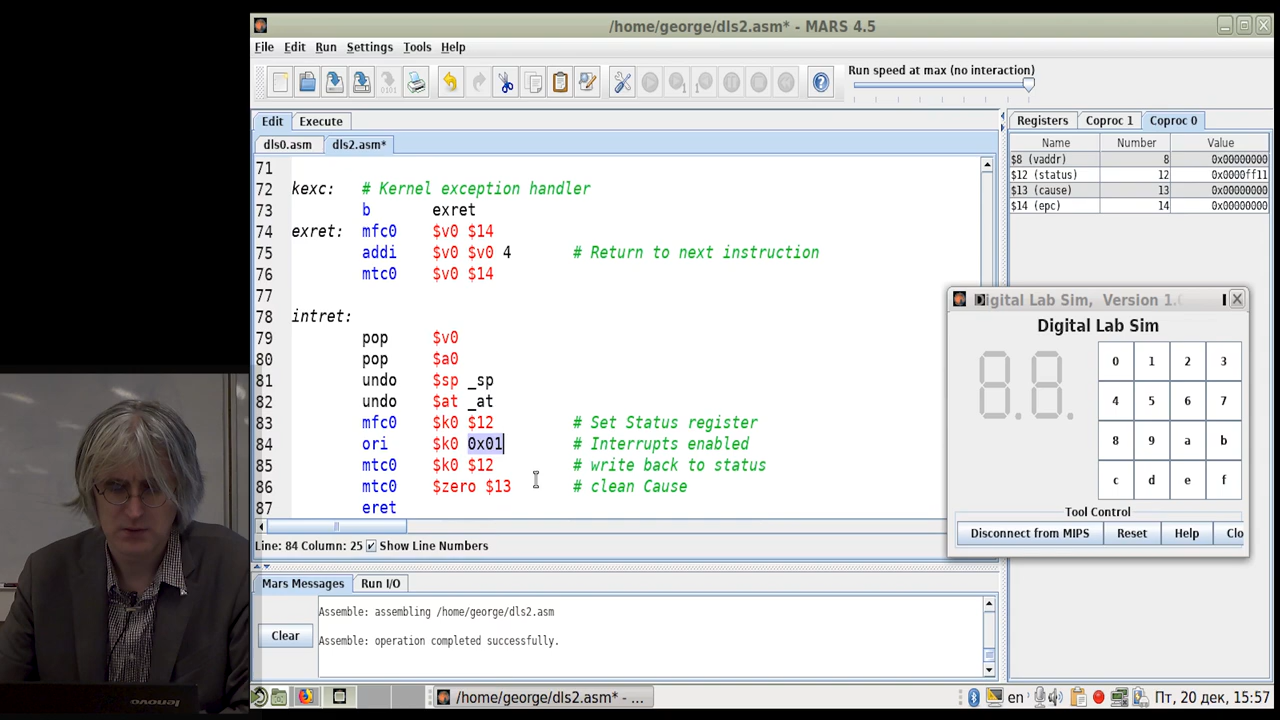 /home/george/dls2.asm* - MARS 4.5
File Edit Run Settings Tools Help
Run speed at max (no interaction)
Edit Execute
dls0.asm dls2.asm*
71
72 kexc: # Kernel exception handler
73 b exret
74 exret: mfc0 $v0 $14
75 addi $v0 $v0 4 # Return to next instruction
76 mtc0 $v0 $14
77
78 intret:
79 pop $v0
80 pop $a0
81 undo $sp _sp
82 undo $at _at
83 mfc0 $k0 $12 # Set Status register
84 ori $k0 0x01 # Interrupts enabled
85 mtc0 $k0 $12 # write back to status
86 mtc0 $zero $13 # clean Cause
87 eret
Line: 84 Column: 25 Show Line Numbers
Mars Messages Run I/O
Assemble: assembling /home/george/dls2.asm
Assemble: operation completed successfully.
Clear
Registers Coproc 1 Coproc 0
Name Number Value
$8 (vaddr) 8 0x00000000
$12 (status) 12 0x0000ff11
$13 (cause) 13 0x00000000
$14 (epc) 14 0x00000000
Digital Lab Sim, Version 1.
Digital Lab Sim
8.8.
0 1 2 3
4 5 6 7
8 9 a b
c d e f
Tool Control
Disconnect from MIPS Reset Help Clo
/home/george/dls2.asm* - ...
en
Пт, 20 дек, 15:57
lenovo